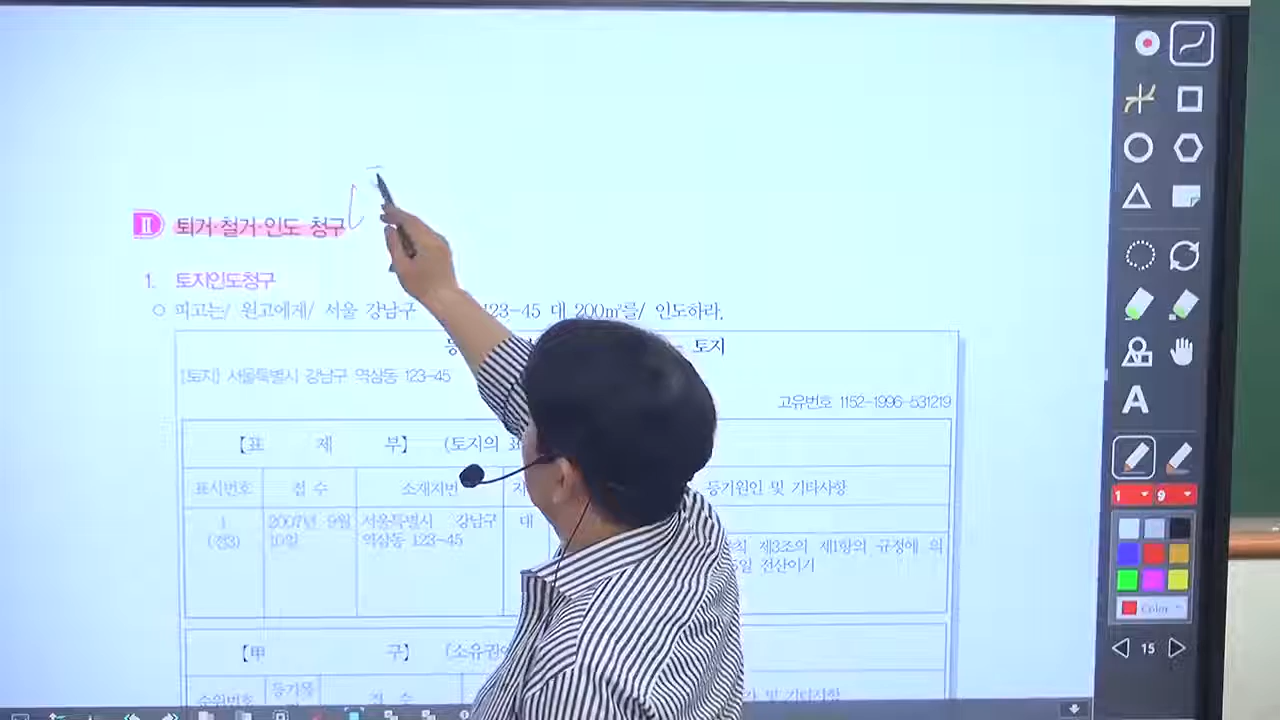 Ⅱ 퇴거·철거·인도 청구
1. 토지인도청구
○ 피고는/ 원고에게/ 서울 강남구 123-45 대 200㎡를/ 인도하라.
토지
[토지] 서울특별시 강남구 역삼동 123-45
고유번호 1152-1996-531219
【표 제 부】 (토지의
표시번호 접 수 소재지번 등기원인 및 기타사항
1 2007년 9월 서울특별시 강남구 대
(전3) 10일 역삼동 123-45 제3조의 제1항의 규정에 의
전산이기
【甲 구】 (소유권에
순위번호 접 수 및 기타사항
A
1 9
Color
15